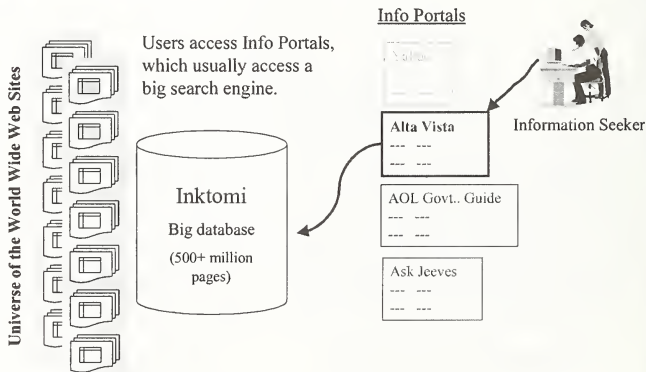 Info Portals
Users access Info Portals,
which usually access a
big search engine.
Information Seeker
Alta Vista
--- ---
--- ---
AOL Govt.. Guide
--- ---
--- ---
Ask Jeeves
--- ---
--- ---
Inktomi
Big database
(500+ million
pages)
Universe of the World Wide Web Sites